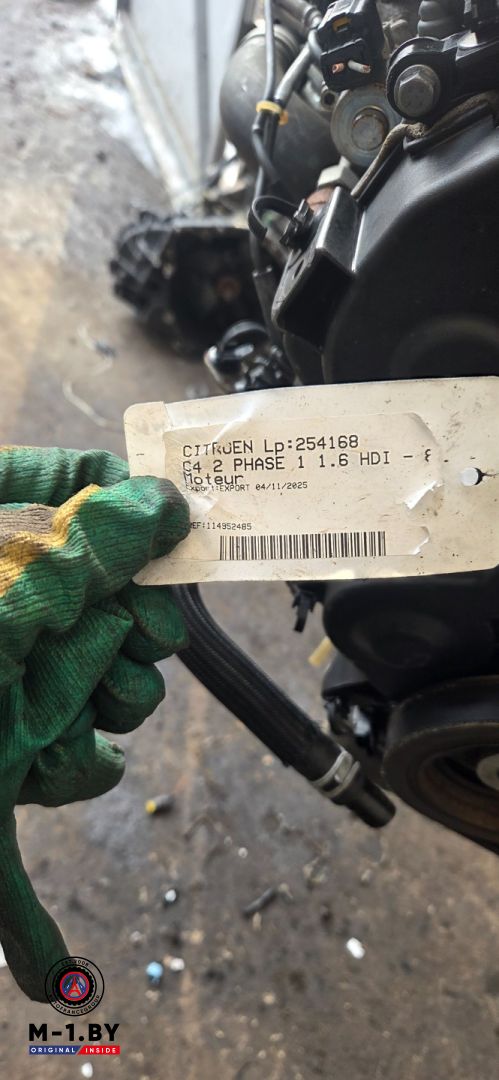 CITROEN Lp:254168
C4 2 PHASE 1 1.6 HDI -
Moteur
Export:EXPORT 04/11/2025
REF:114952485
M-1.BY
ORIGINAL INSIDE